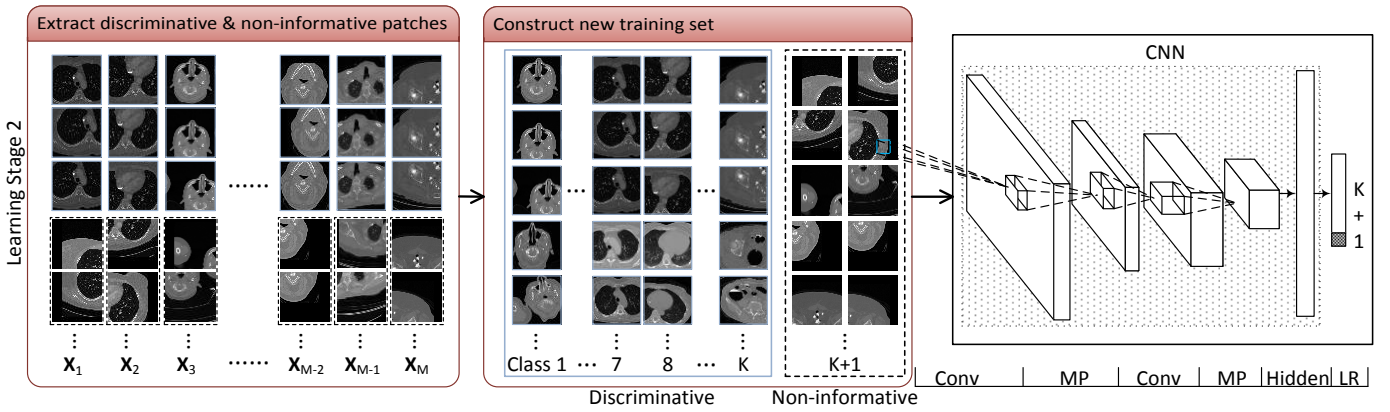 Extract discriminative & non-informative patches
Construct new training set
Learning Stage 2
......
X1 X2 X3 ...... XM-2 XM-1 XM
... ...
Class 1 ... 7 8 ... K
K+1
Discriminative
Non-informative
CNN
K
+
1
Conv MP Conv MP Hidden LR